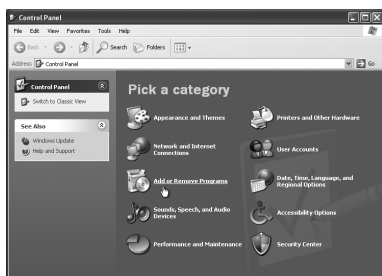 Control Panel
File Edit View Favorites Tools Help
Back Search Folders
Address Control Panel Go
Control Panel
Switch to Classic View
See Also
Windows Update
Help and Support
Pick a category
Appearance and Themes
Printers and Other Hardware
Network and Internet Connections
User Accounts
Add or Remove Programs
Date, Time, Language, and Regional Options
Sounds, Speech, and Audio Devices
Accessibility Options
Performance and Maintenance
Security Center